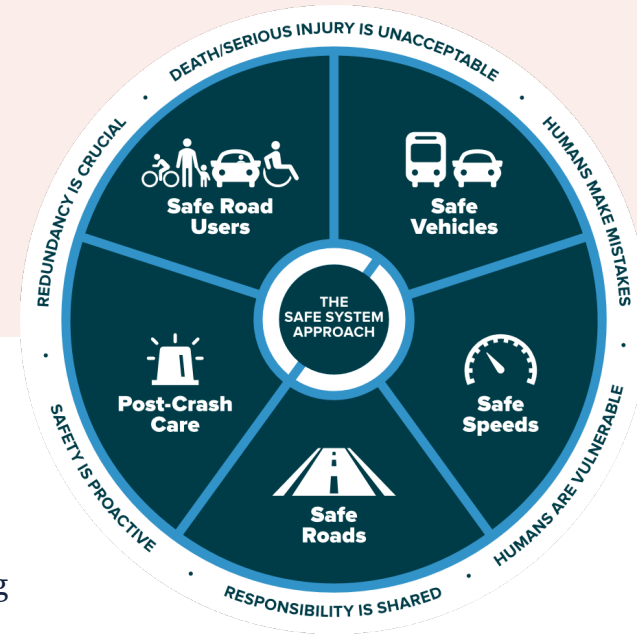 DEATH/SERIOUS INJURY IS UNACCEPTABLE
HUMANS MAKE MISTAKES
HUMANS ARE VULNERABLE
RESPONSIBILITY IS SHARED
SAFETY IS PROACTIVE
REDUNDANCY IS CRUCIAL
Safe Road
Users
Safe
Vehicles
THE
SAFE SYSTEM
APPROACH
Post-Crash
Care
Safe
Speeds
Safe
Roads
g